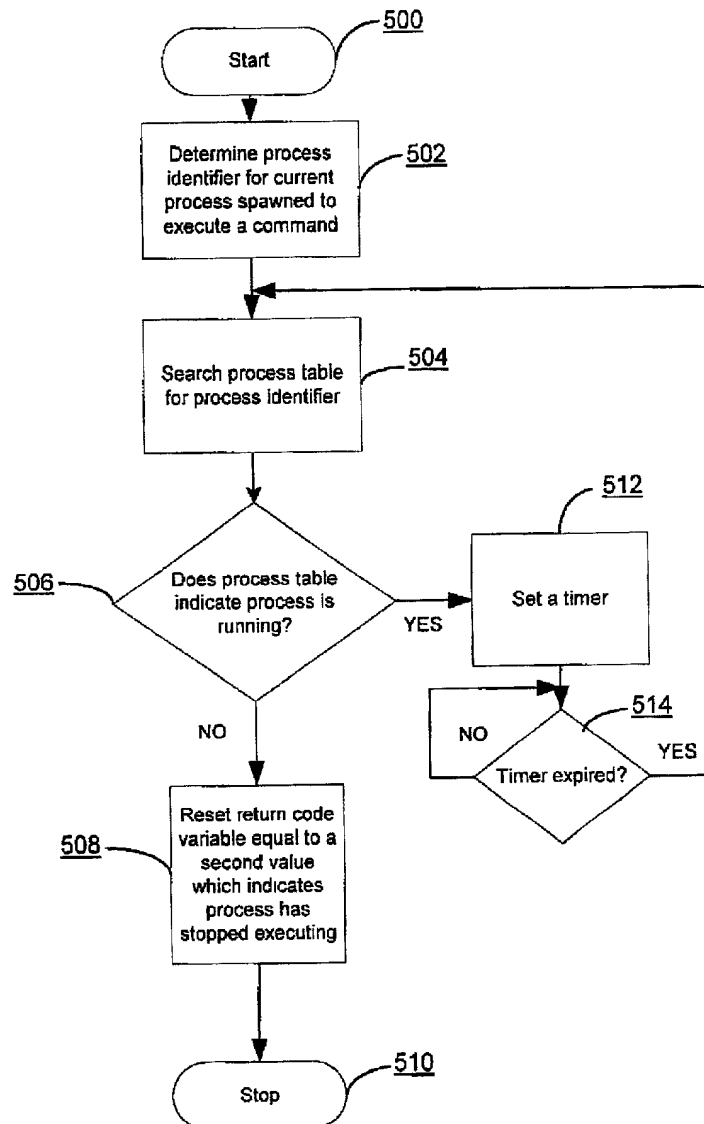 500
Start
Determine process
identifier for current
process spawned to
execute a command
502
Search process table
for process identifier
504
512
506
Does process table
indicate process is
running?
YES
Set a timer
NO
514
NO
YES
Timer expired?
508
Reset return code
variable equal to a
second value
which indicates
process has
stopped executing
510
Stop